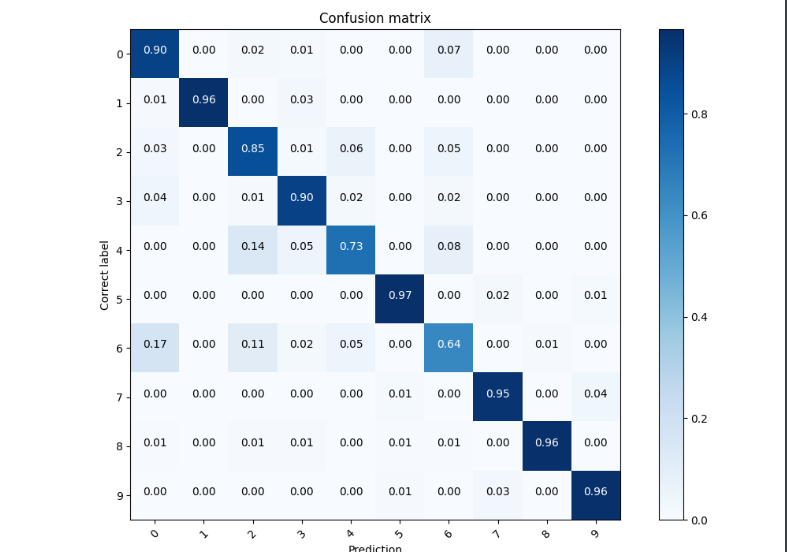 Confusion matrix
0 0.90 0.00 0.02 0.01 0.00 0.00 0.07 0.00 0.00 0.00
1 0.01 0.96 0.00 0.03 0.00 0.00 0.00 0.00 0.00 0.00
0.8
2 0.03 0.00 0.85 0.01 0.06 0.00 0.05 0.00 0.00 0.00
3 0.04 0.00 0.01 0.90 0.02 0.00 0.02 0.00 0.00 0.00
0.6
4 0.00 0.00 0.14 0.05 0.73 0.00 0.08 0.00 0.00 0.00
Correct label
5 0.00 0.00 0.00 0.00 0.00 0.97 0.00 0.02 0.00 0.01
0.4
6 0.17 0.00 0.11 0.02 0.05 0.00 0.64 0.00 0.01 0.00
7 0.00 0.00 0.00 0.00 0.00 0.01 0.00 0.95 0.00 0.04
0.2
8 0.01 0.00 0.01 0.01 0.00 0.01 0.01 0.00 0.96 0.00
9 0.00 0.00 0.00 0.00 0.00 0.01 0.00 0.03 0.00 0.96
0.0
0 1 2 3 4 5 6 7 8 9
Prediction